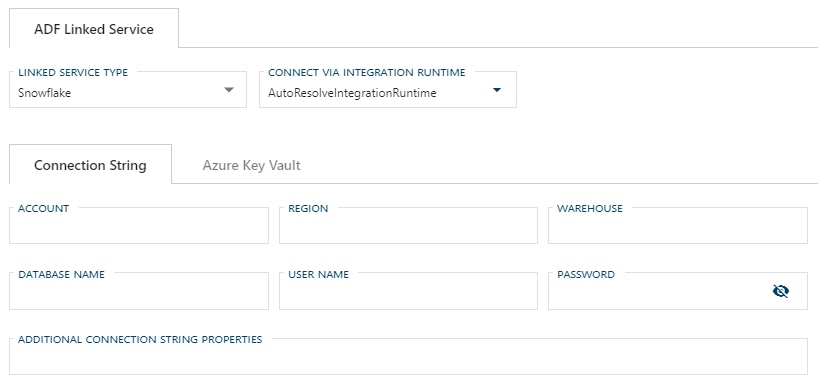 ADF Linked Service
LINKED SERVICE TYPE CONNECT VIA INTEGRATION RUNTIME
Snowflake AutoResolveIntegrationRuntime
Connection String Azure Key Vault
ACCOUNT REGION WAREHOUSE
DATABASE NAME USER NAME PASSWORD
ADDITIONAL CONNECTION STRING PROPERTIES